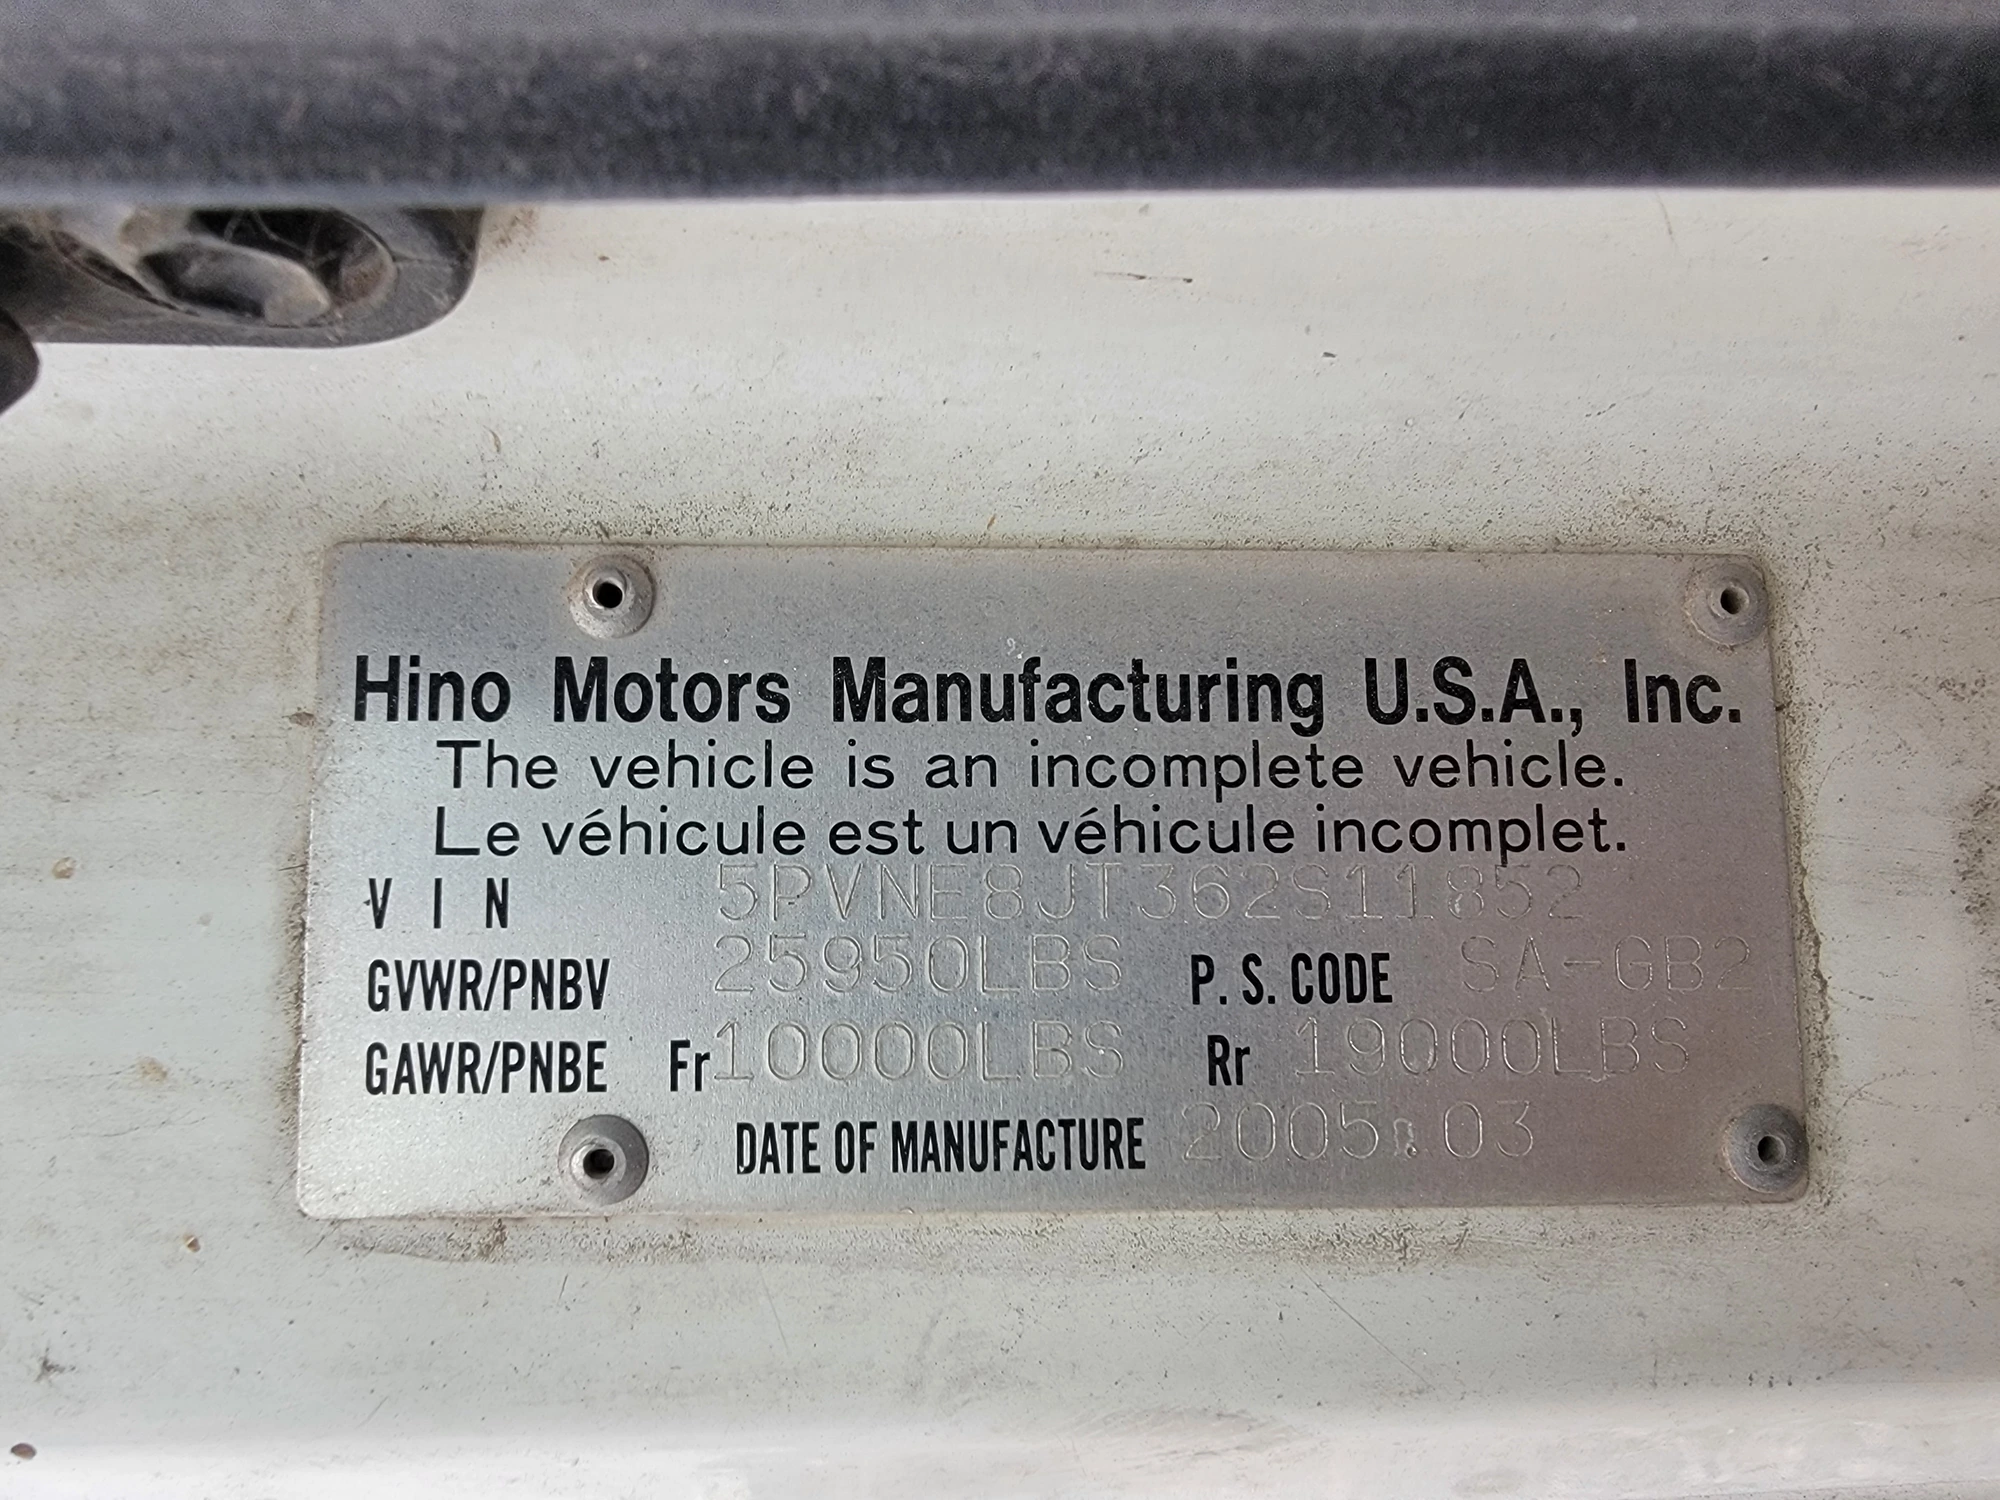 Hino Motors Manufacturing U.S.A., Inc.
The vehicle is an incomplete vehicle.
Le véhicule est un véhicule incomplet.
V I N 5PVNE8JT362S11852
GVWR/PNBV 25950LBS P. S. CODE SA-GB2
GAWR/PNBE Fr 10000LBS Rr 19000LBS
DATE OF MANUFACTURE 2005. 03